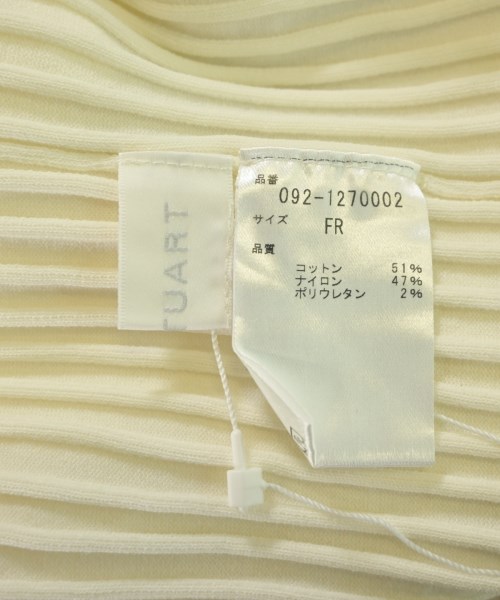 TUART
品番
092-1270002
サイズ
FR
品質
コットン 51%
ナイロン 47%
ポリウレタン 2%